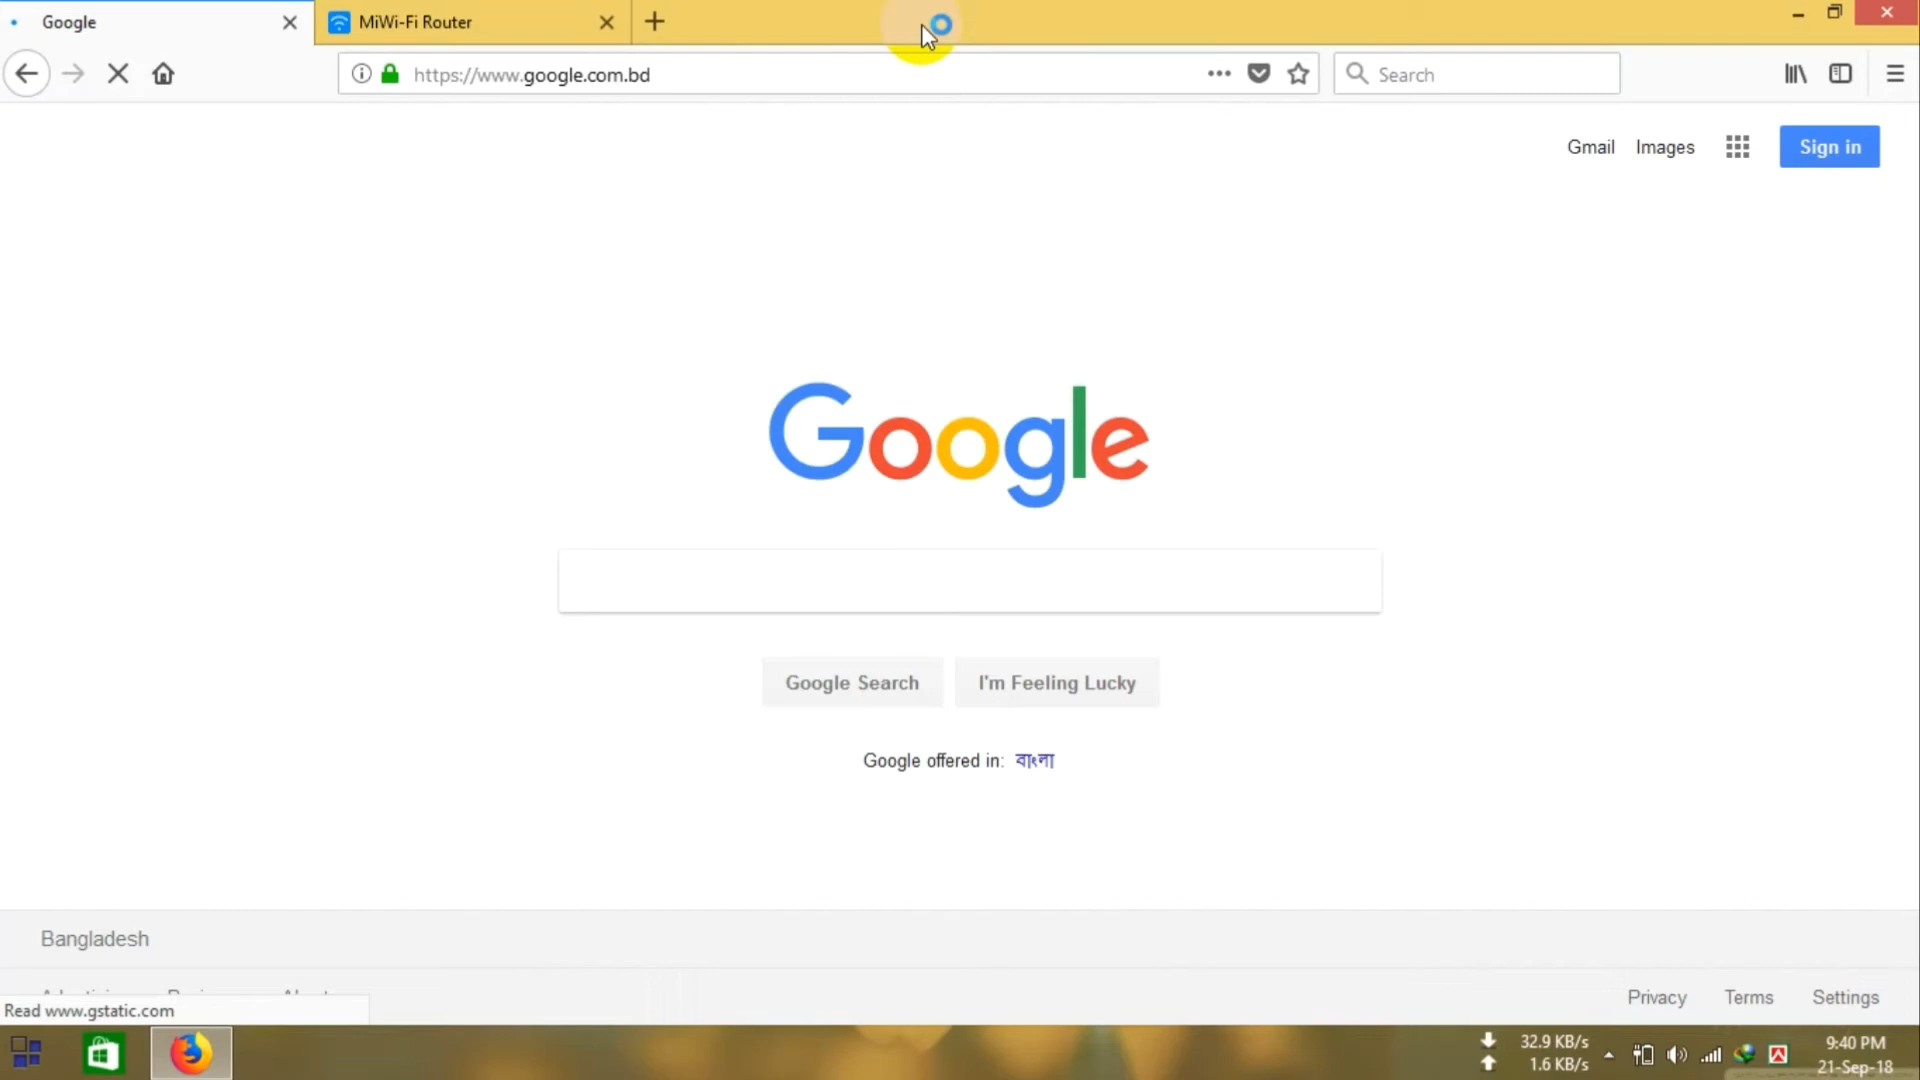 Google
MiWi-Fi Router
https://www.google.com.bd
Search
Gmail Images Sign in
Google
Google Search I'm Feeling Lucky
Google offered in: বাংলা
Bangladesh
Privacy Terms Settings
Read www.gstatic.com
32.9 KB/s
1.6 KB/s
9:40 PM
21-Sep-18